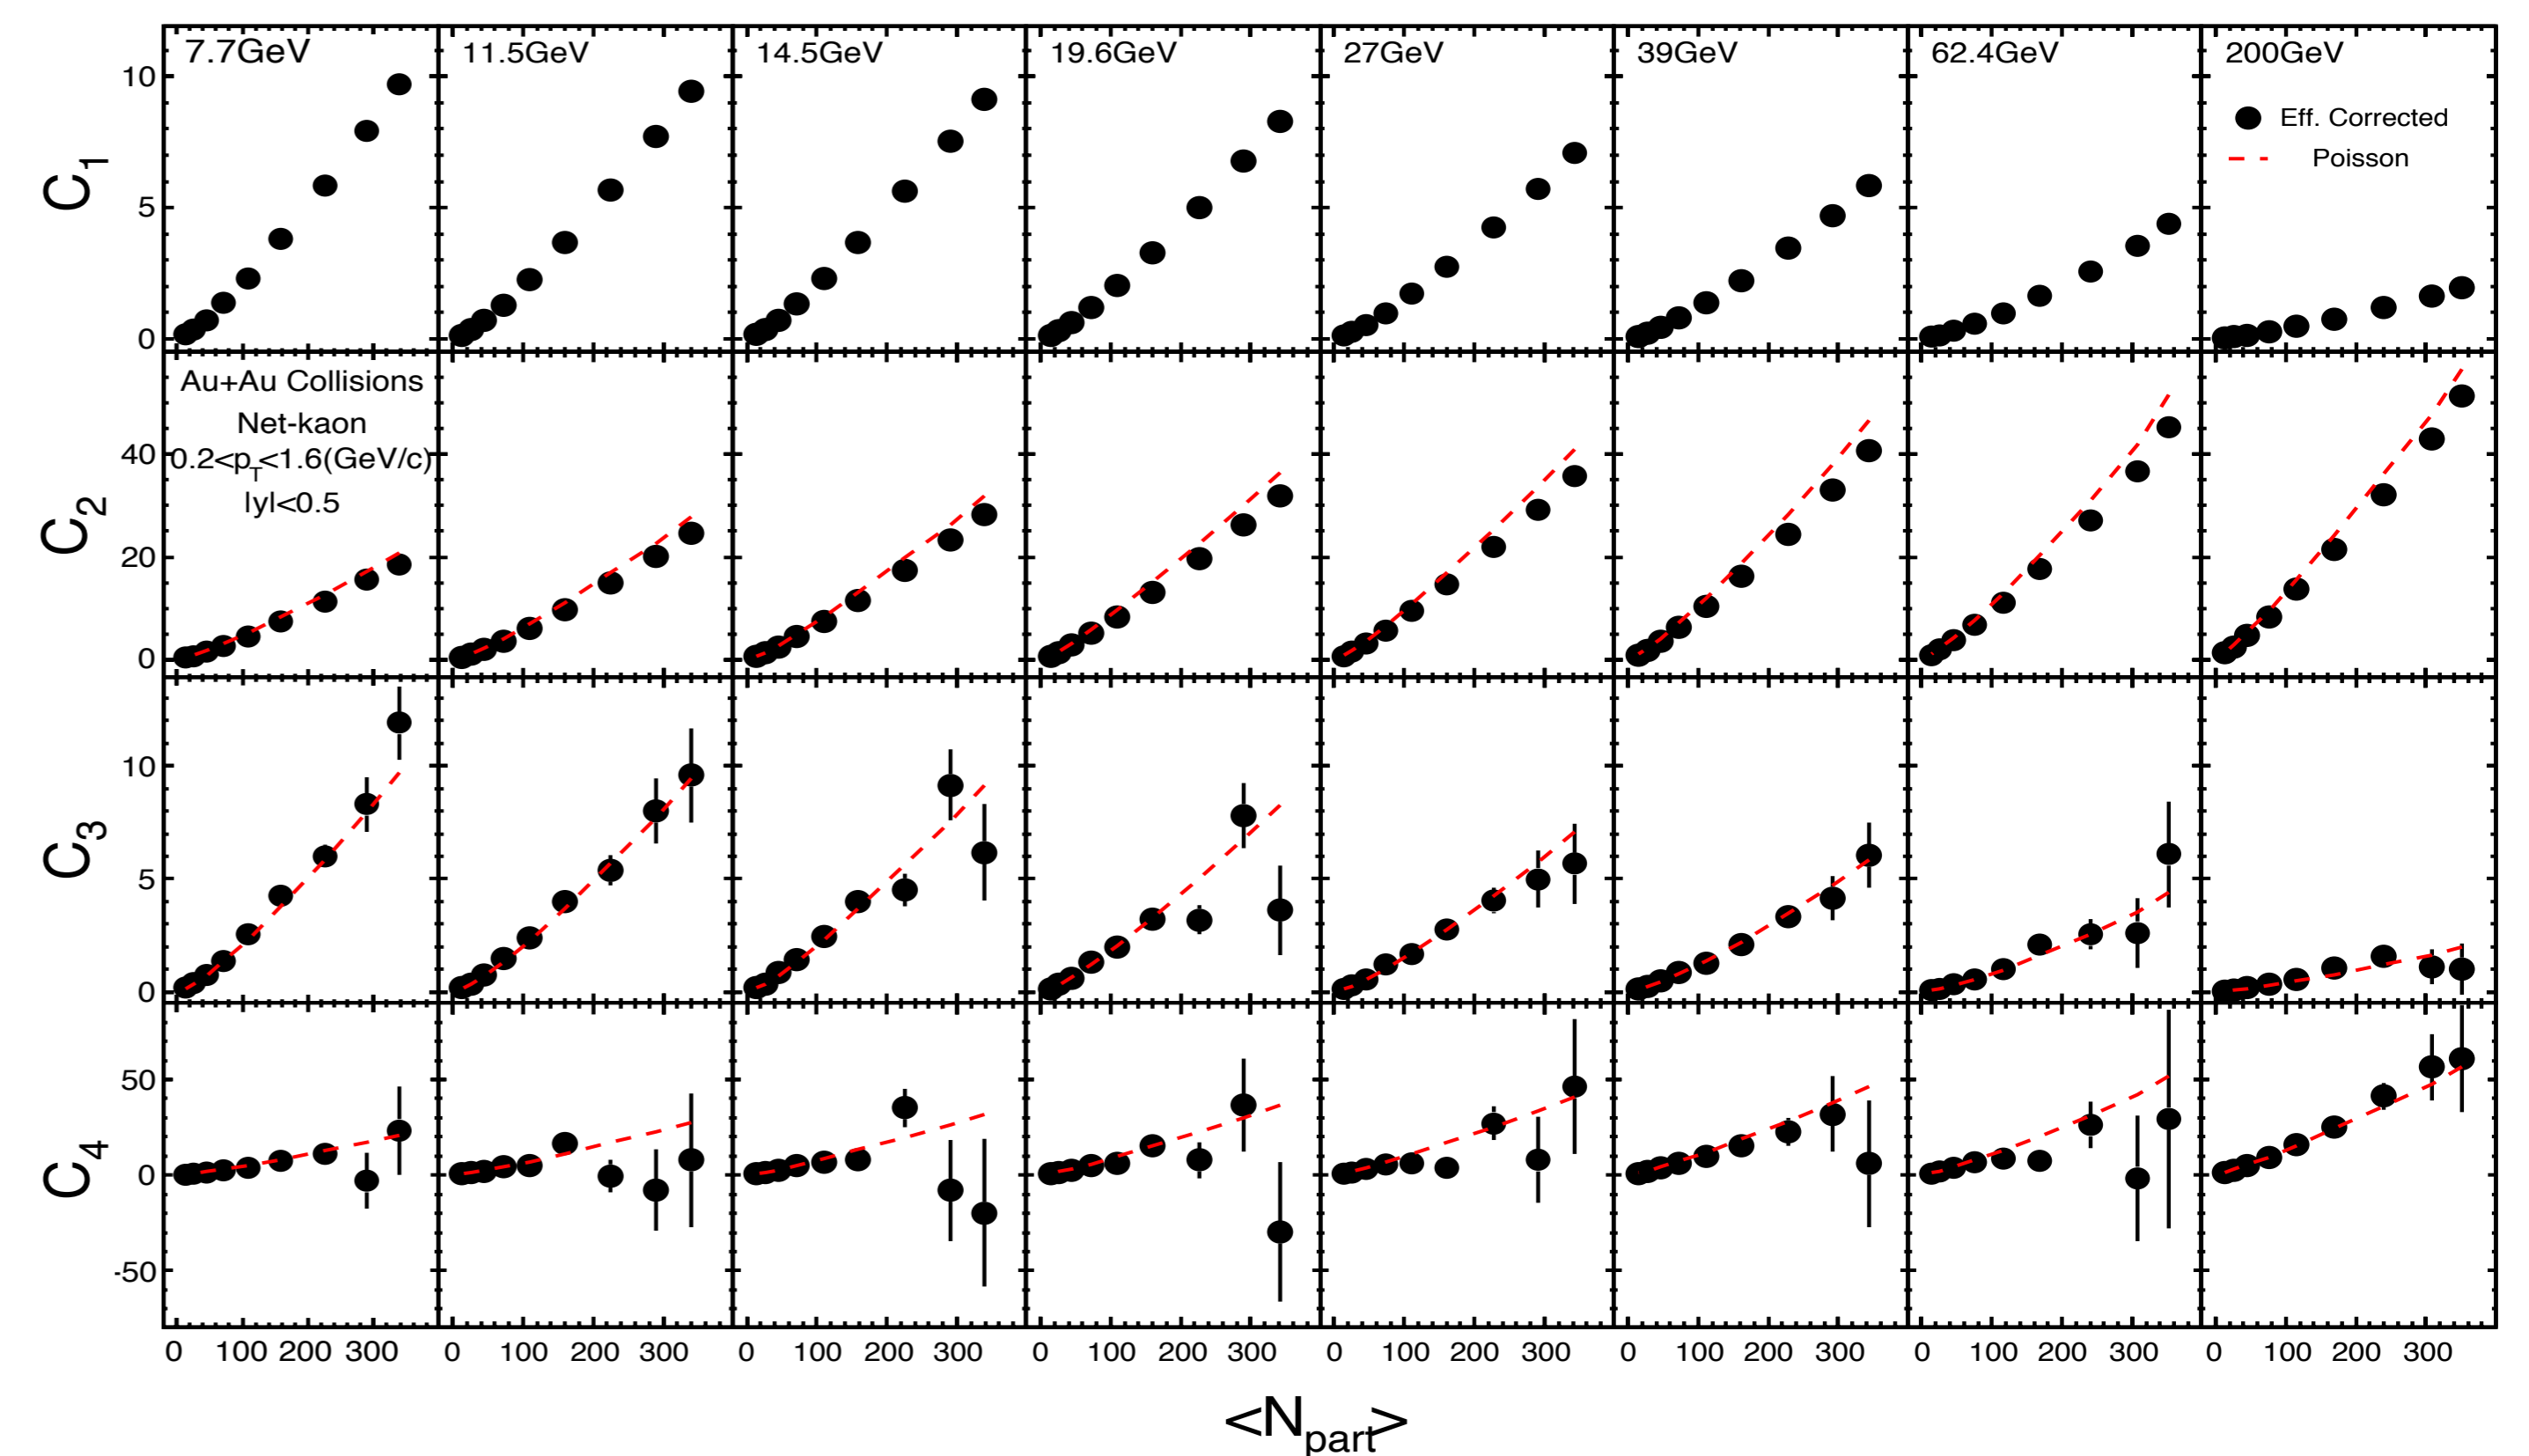 7.7GeV 11.5GeV 14.5GeV 19.6GeV 27GeV 39GeV 62.4GeV 200GeV
Eff. Corrected
Poisson
C1
10
5
0
Au+Au Collisions
Net-kaon
0.2<pT<1.6(GeV/c)
|y|<0.5
C2
40
20
0
C3
10
5
0
C4
50
0
-50
0 100 200 300 0 100 200 300 0 100 200 300 0 100 200 300 0 100 200 300 0 100 200 300 0 100 200 300 0 100 200 300
<Npart>